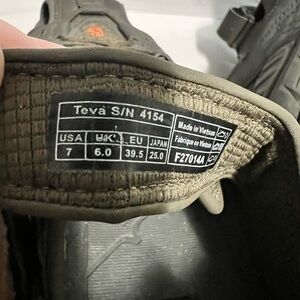 Teva S/N 4154
USA UK EU JAPAN
7 6.0 39.5 25.0
Made in Vietnam
Fabriqué en Vietnam
F27014A